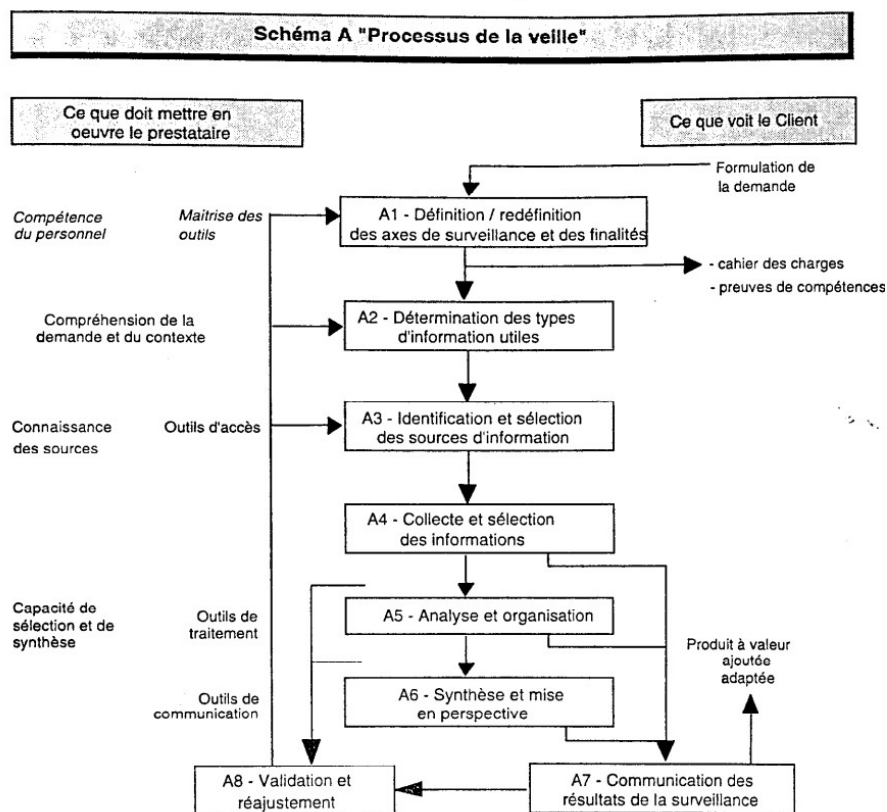 Schéma A "Processus de la veille"
Ce que doit mettre en
oeuvre le prestataire
Ce que voit le Client
Formulation de
la demande
Compétence
du personnel
Maitrise des
outils
A1 - Définition / redéfinition
des axes de surveillance et des finalités
- cahier des charges
- preuves de compétences
Compréhension de la
demande et du contexte
A2 - Détermination des types
d'information utiles
Connaissance
des sources
Outils d'accès
A3 - Identification et sélection
des sources d'information
A4 - Collecte et sélection
des informations
Capacité de
sélection et de
synthèse
Outils de
traitement
A5 - Analyse et organisation
Produit à valeur
ajoutée
adaptée
Outils de
communication
A6 - Synthèse et mise
en perspective
A8 - Validation et
réajustement
A7 - Communication des
résultats de la surveillance